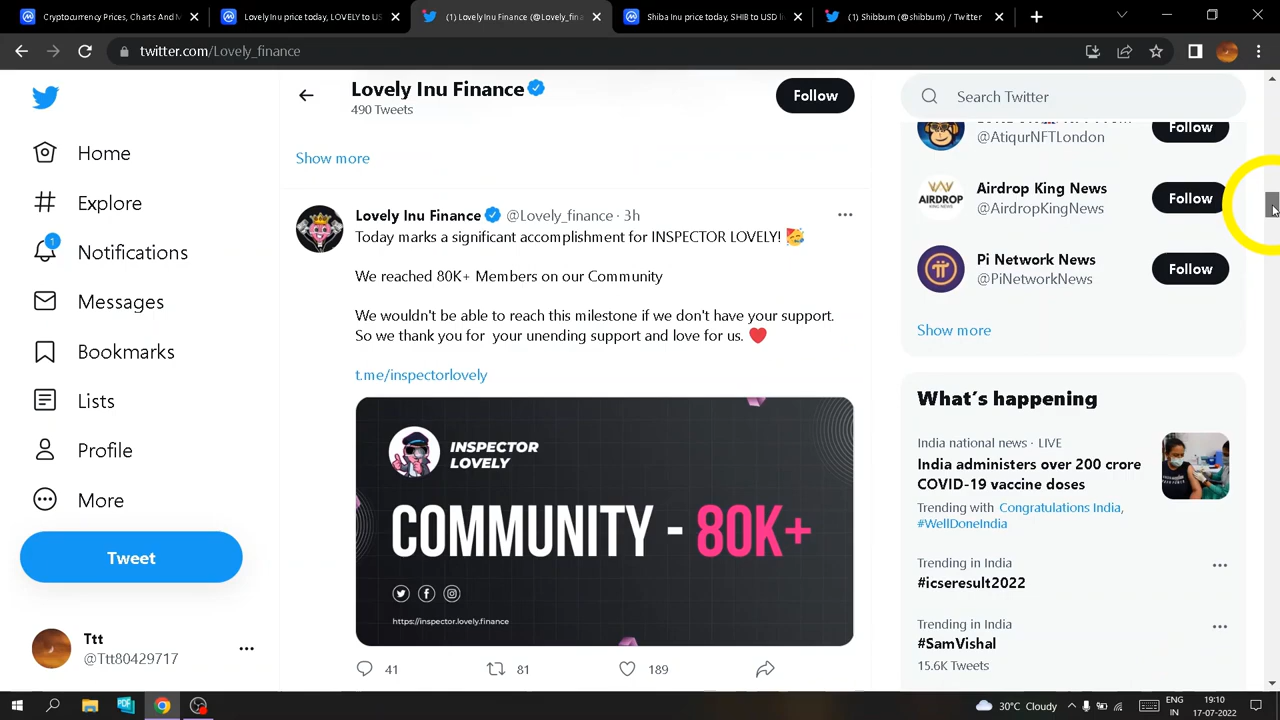 Cryptocurrency Prices, Charts And M
Lovely Inu price today, LOVELY to US
(1) Lovely Inu Finance (@Lovely_fina
Shiba Inu price today, SHIB to USD li
(1) Shibbum (@shibbum) / Twitter
twitter.com/Lovely_finance
Home
Explore
1
Notifications
Messages
Bookmarks
Lists
Profile
More
Tweet
Ttt
@Ttt80429717
Lovely Inu Finance
490 Tweets
Follow
Show more
Lovely Inu Finance @Lovely_finance · 3h
Today marks a significant accomplishment for INSPECTOR LOVELY! 🥳
We reached 80K+ Members on our Community
We wouldn't be able to reach this milestone if we don't have your support.
So we thank you for your unending support and love for us. ❤️
t.me/inspectorlovely
INSPECTOR
LOVELY
COMMUNITY - 80K+
https://inspector.lovely.finance
41 81 189
Search Twitter
@AtiqurNFTLondon
Follow
AIRDROP
KING NEWS
Airdrop King News
@AirdropKingNews
Follow
Pi Network News
@PiNetworkNews
Follow
Show more
What's happening
India national news · LIVE
India administers over 200 crore
COVID-19 vaccine doses
Trending with Congratulations India,
#WellDoneIndia
Trending in India
#icseresult2022
Trending in India
#SamVishal
15.6K Tweets
30°C Cloudy
ENG
IN
19:10
17-07-2022